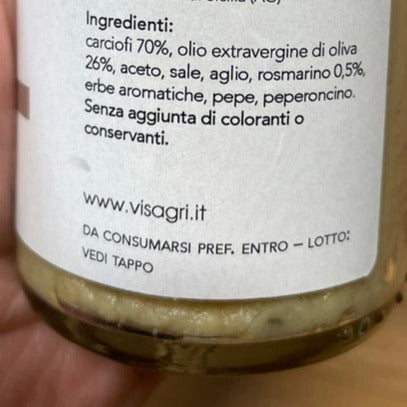 Ingredienti:
carciofi 70%, olio extravergine di oliva
26%, aceto, sale, aglio, rosmarino 0,5%,
erbe aromatiche, pepe, peperoncino.
Senza aggiunta di coloranti o
conservanti.
www.visagri.it
DA CONSUMARSI PREF. ENTRO – LOTTO:
VEDI TAPPO